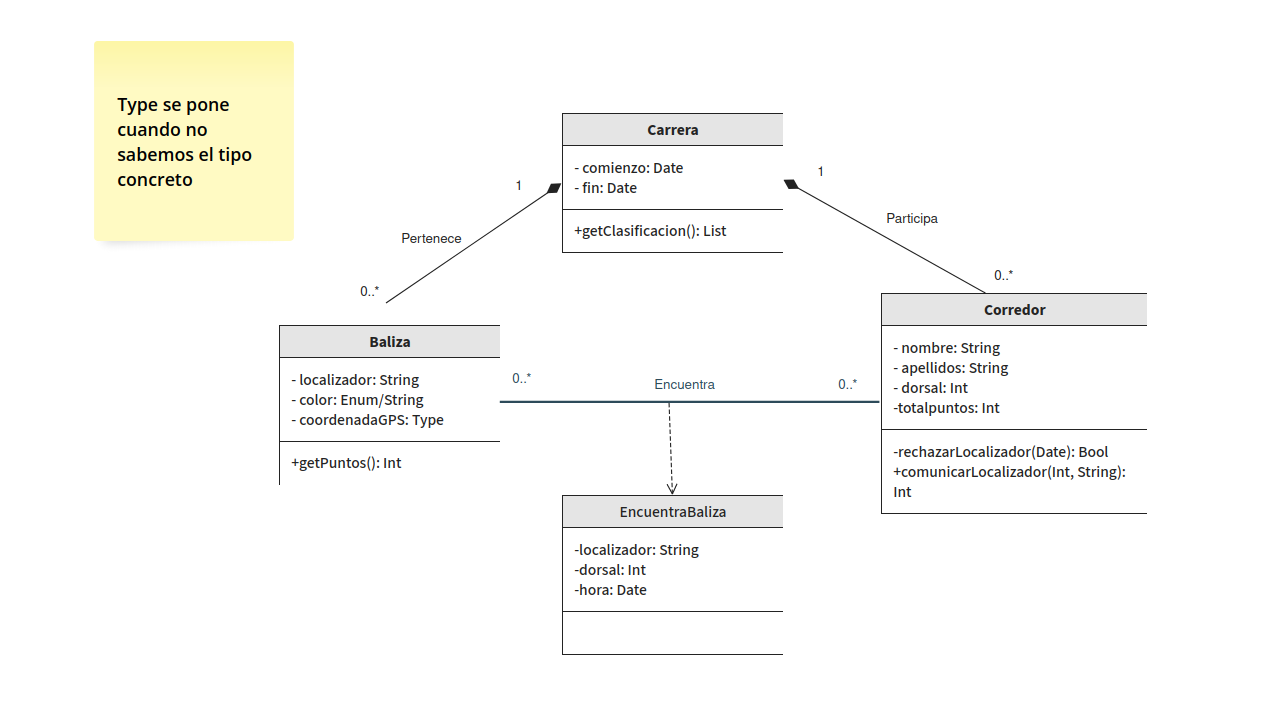 Type se pone
cuando no
sabemos el tipo
concreto
Carrera
- comienzo: Date
- fin: Date
+getClasificacion(): List
1
1
Pertenece
Participa
0..*
0..*
Baliza
- localizador: String
- color: Enum/String
- coordenadaGPS: Type
+getPuntos(): Int
0..*
Encuentra
0..*
Corredor
- nombre: String
- apellidos: String
- dorsal: Int
-totalpuntos: Int
-rechazarLocalizador(Date): Bool
+comunicarLocalizador(Int, String):
Int
EncuentraBaliza
-localizador: String
-dorsal: Int
-hora: Date